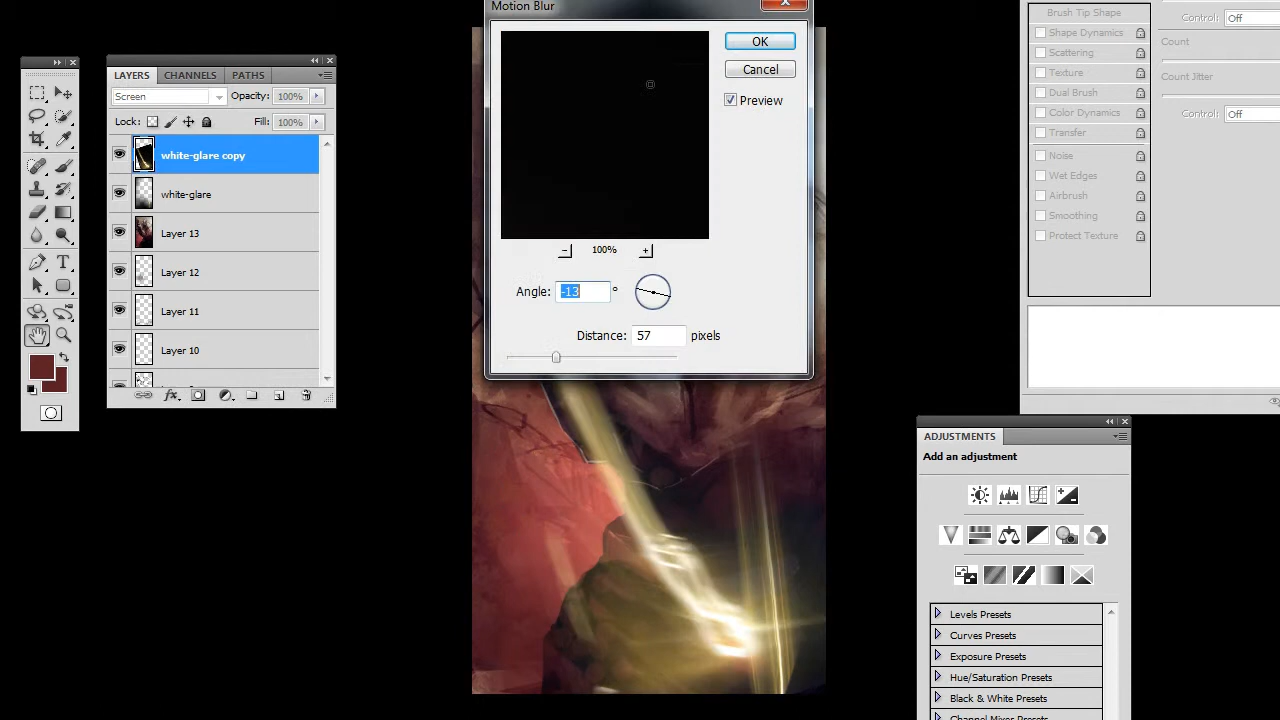 Motion Blur
OK
Cancel
Preview
100%
Angle: -13 °
Distance: 57 pixels
LAYERS CHANNELS PATHS
Screen Opacity: 100%
Lock: Fill: 100%
white-glare copy
white-glare
Layer 13
Layer 12
Layer 11
Layer 10
Brush Tip Shape
Shape Dynamics
Scattering
Texture
Dual Brush
Color Dynamics
Transfer
Noise
Wet Edges
Airbrush
Smoothing
Protect Texture
Control: Off
Count
Count Jitter
Control: Off
ADJUSTMENTS
Add an adjustment
Levels Presets
Curves Presets
Exposure Presets
Hue/Saturation Presets
Black & White Presets
Channel Mixer Presets